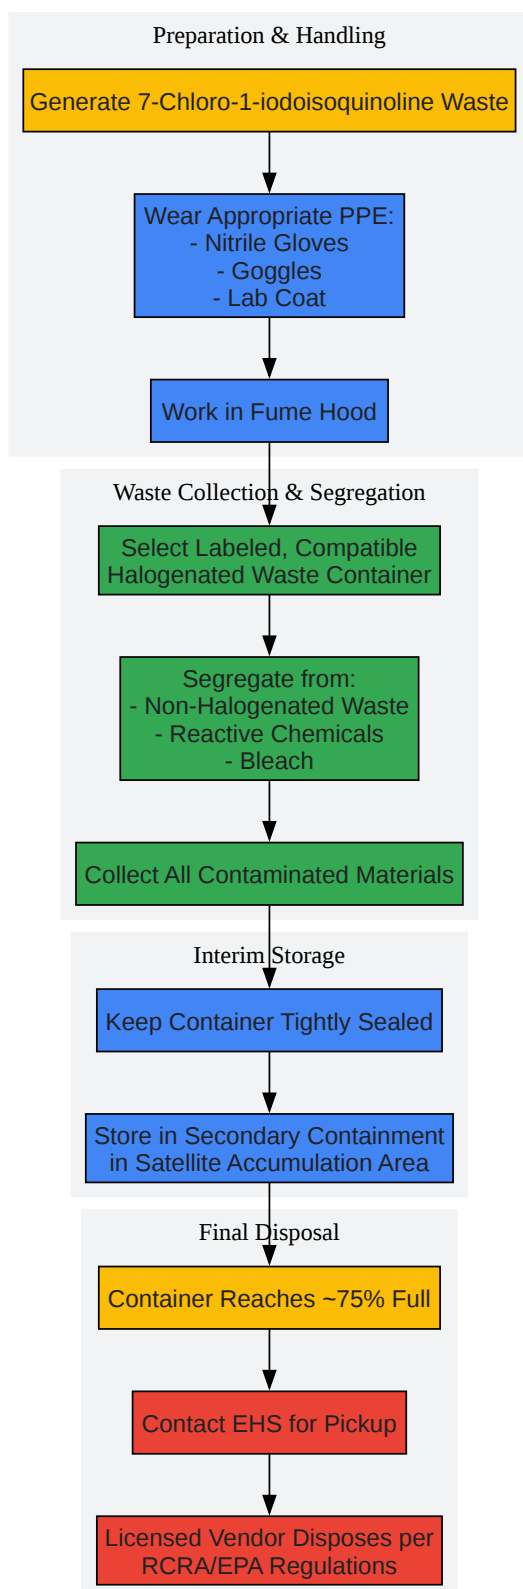 Preparation & Handling
Generate 7-Chloro-1-iodoisoquinoline Waste
Wear Appropriate PPE:
- Nitrile Gloves
- Goggles
- Lab Coat
Work in Fume Hood
Waste Collection & Segregation
Select Labeled, Compatible
Halogenated Waste Container
Segregate from:
- Non-Halogenated Waste
- Reactive Chemicals
- Bleach
Collect All Contaminated Materials
Interim Storage
Keep Container Tightly Sealed
Store in Secondary Containment
in Satellite Accumulation Area
Final Disposal
Container Reaches ~75% Full
Contact EHS for Pickup
Licensed Vendor Disposes per
RCRA/EPA Regulations